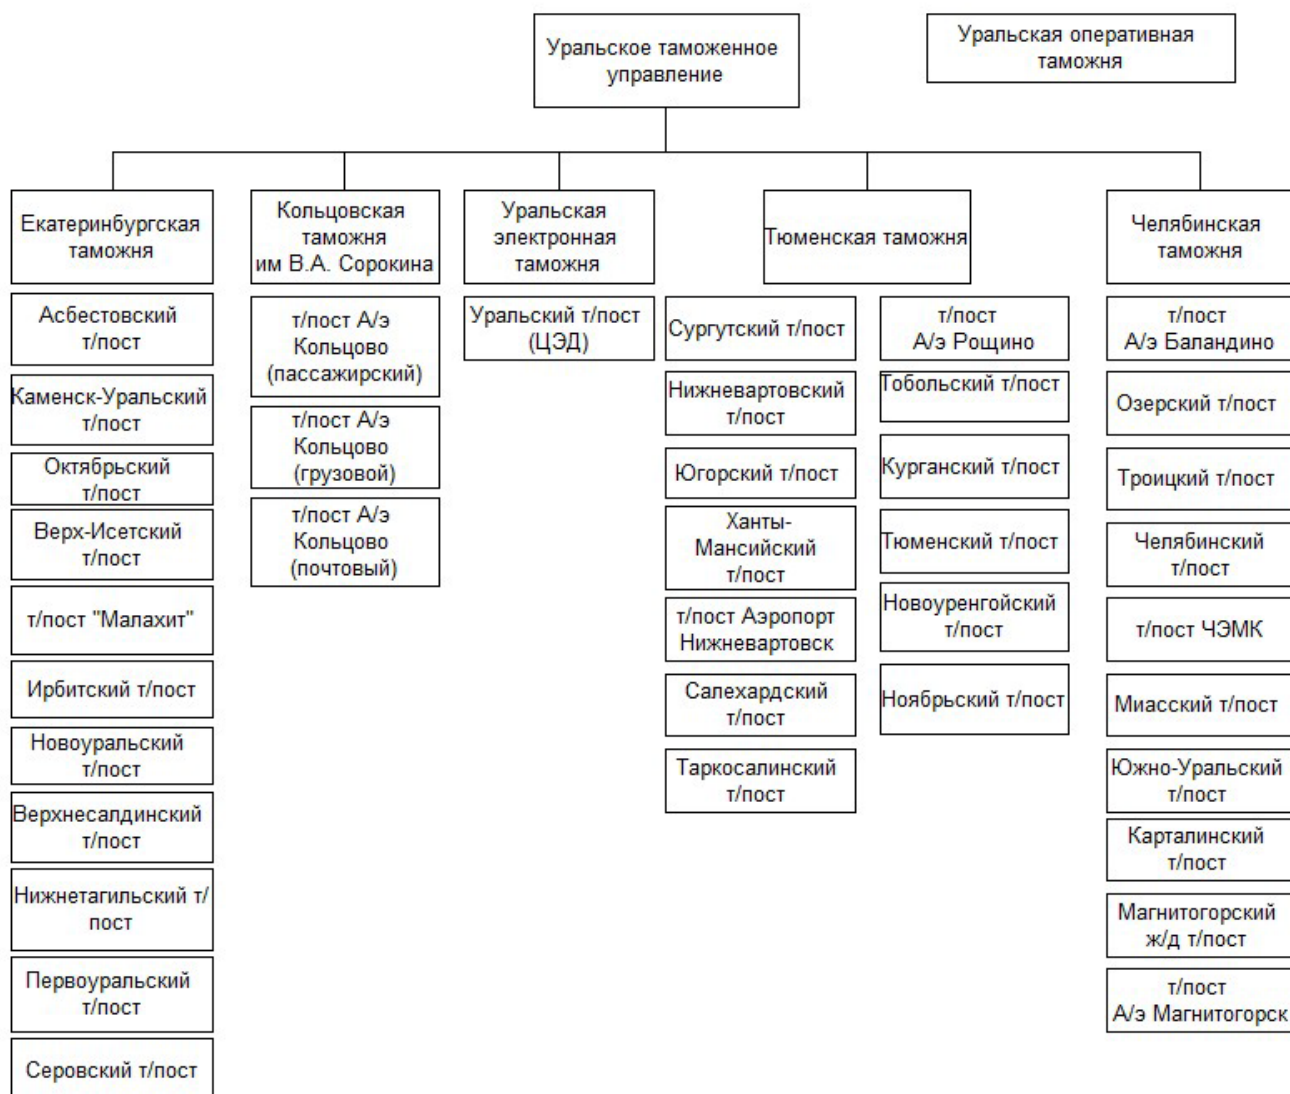 Уральское таможенное
управление
Уральская оперативная
таможня
Екатеринбургская
таможня
Кольцовская
таможня
им В.А. Сорокина
Уральская
электронная
таможня
Тюменская таможня
Челябинская
таможня
Асбестовский
т/пост
Каменск-Уральский
т/пост
Октябрьский
т/пост
Верх-Исетский
т/пост
т/пост "Малахит"
Ирбитский т/пост
Новоуральский
т/пост
Верхнесалдинский
т/пост
Нижнетагильский т/
пост
Первоуральский
т/пост
Серовский т/пост
т/пост А/э
Кольцово
(пассажирский)
т/пост А/э
Кольцово
(грузовой)
т/пост А/э
Кольцово
(почтовый)
Уральский т/пост
(ЦЭД)
Сургутский т/пост
Нижневартовский
т/пост
Югорский т/пост
Ханты-
Мансийский
т/пост
т/пост Аэропорт
Нижневартовск
Салехардский
т/пост
Таркосалинский
т/пост
т/пост
А/э Рощино
Тобольский т/пост
Курганский т/пост
Тюменский т/пост
Новоуренгойский
т/пост
Ноябрьский т/пост
т/пост
А/э Баландино
Озерский т/пост
Троицкий т/пост
Челябинский
т/пост
т/пост ЧЭМК
Миасский т/пост
Южно-Уральский
т/пост
Карталинский
т/пост
Магнитогорский
ж/д т/пост
т/пост
А/э Магнитогорск